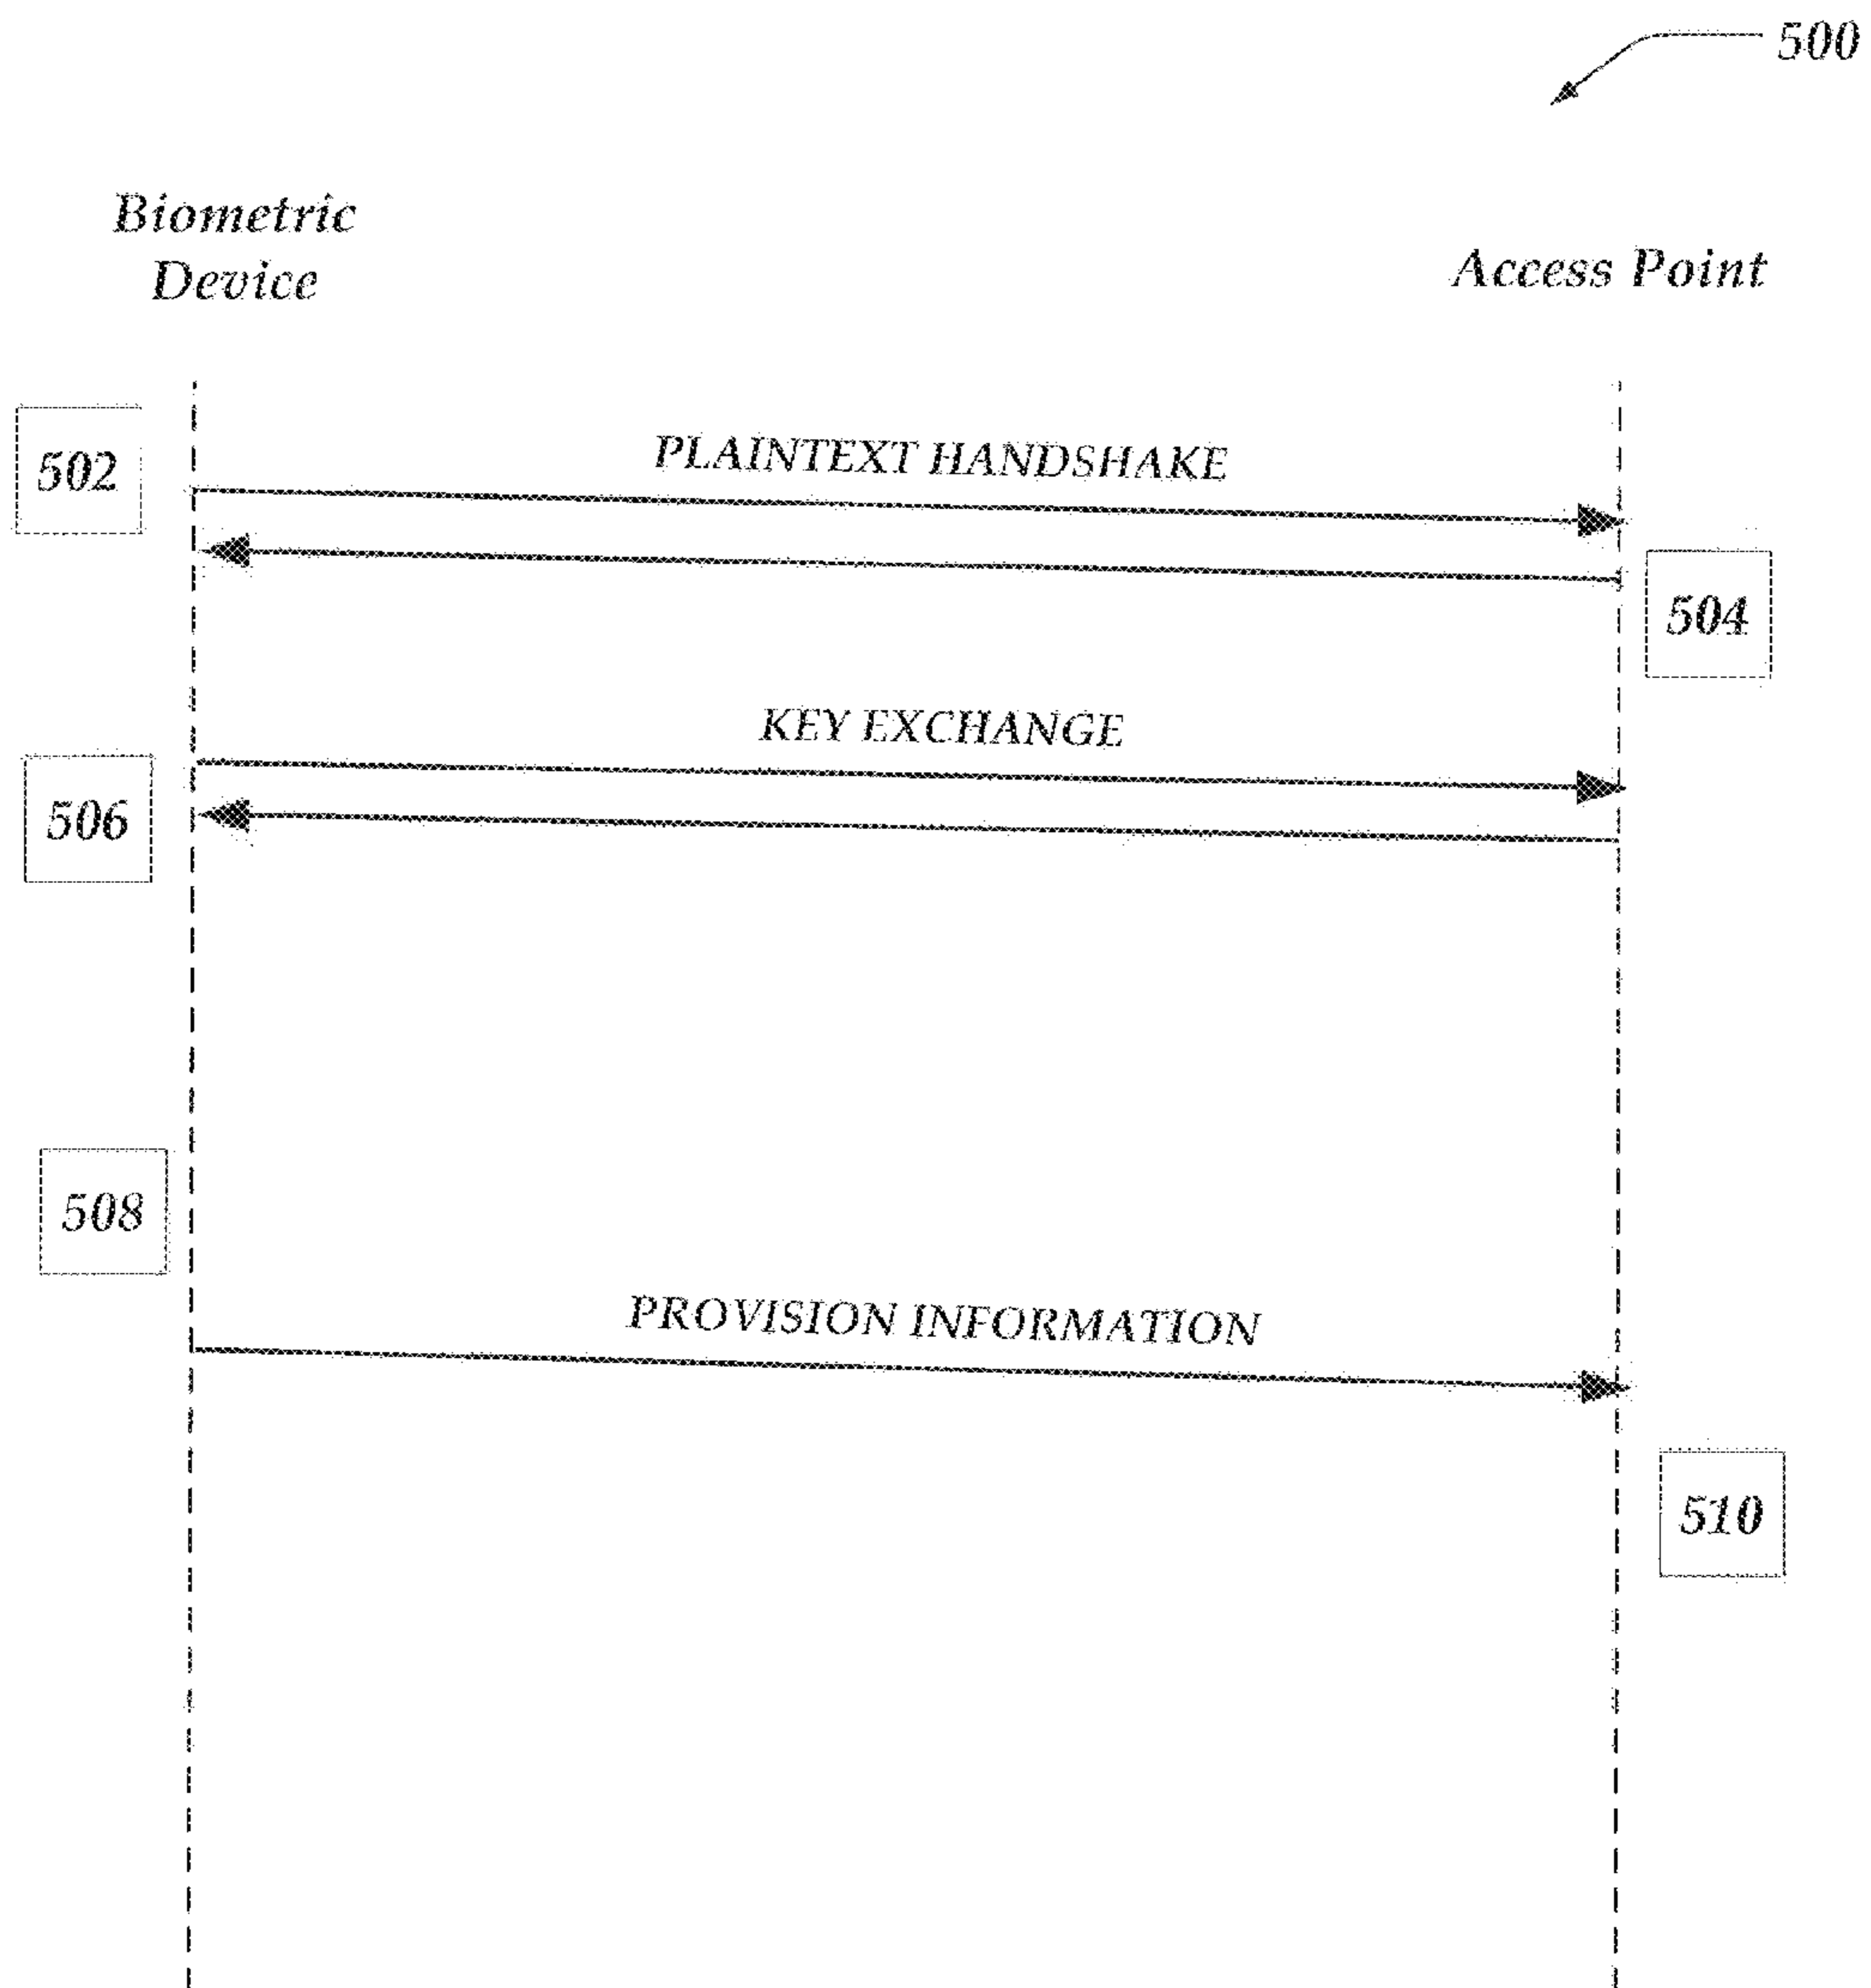 500
Biometric
Device
Access Point
502
PLAINTEXT HANDSHAKE
504
KEY EXCHANGE
506
508
PROVISION INFORMATION
510